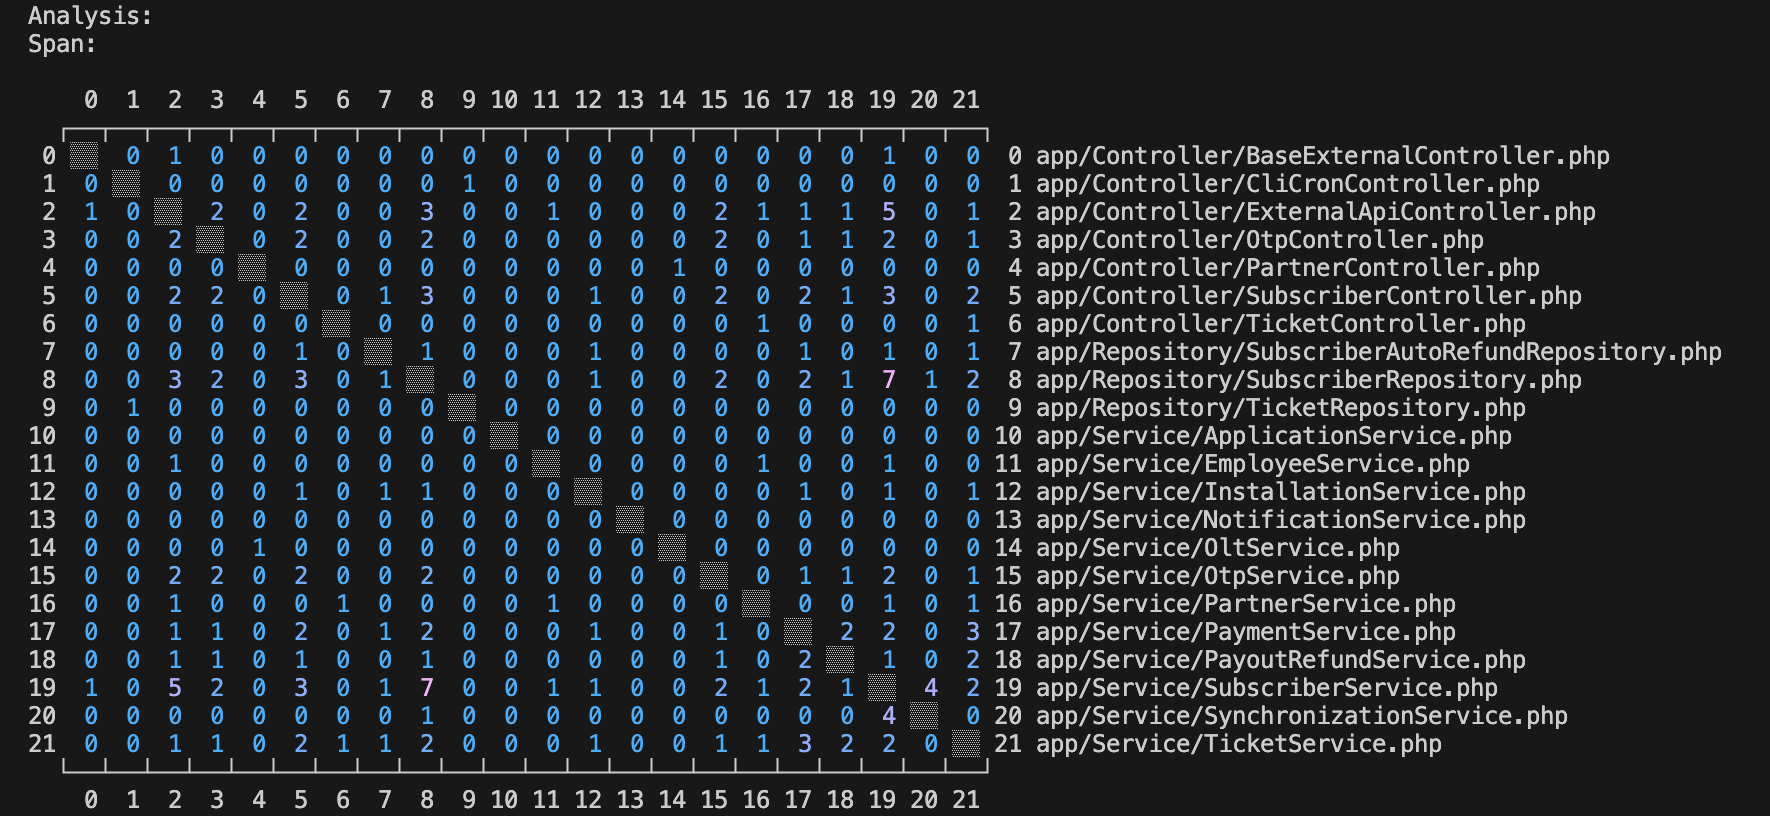 Analysis:
Span:
0 1 2 3 4 5 6 7 8 9 10 11 12 13 14 15 16 17 18 19 20 21
0 0 1 0 0 0 0 0 0 0 0 0 0 0 0 0 0 0 0 1 0 0 0 app/Controller/BaseExternalController.php
1 0 0 0 0 0 0 0 0 1 0 0 0 0 0 0 0 0 0 0 0 0 0 1 app/Controller/CliCronController.php
2 1 0 2 0 2 0 0 3 0 0 1 0 0 0 2 1 1 1 5 0 1 2 app/Controller/ExternalApiController.php
3 0 0 2 0 2 0 0 2 0 0 0 0 0 0 2 0 1 1 2 0 1 3 app/Controller/OtpController.php
4 0 0 0 0 0 0 0 0 0 0 0 0 0 1 0 0 0 0 0 0 0 4 app/Controller/PartnerController.php
5 0 0 2 2 0 0 1 3 0 0 0 1 0 0 2 0 2 1 3 0 2 5 app/Controller/SubscriberController.php
6 0 0 0 0 0 0 0 0 0 0 0 0 0 0 0 1 0 0 0 0 1 6 app/Controller/TicketController.php
7 0 0 0 0 0 1 0 1 0 0 0 1 0 0 0 0 1 0 1 0 1 7 app/Repository/SubscriberAutoRefundRepository.php
8 0 0 3 2 0 3 0 1 0 0 0 1 0 0 2 0 2 1 7 1 2 8 app/Repository/SubscriberRepository.php
9 0 1 0 0 0 0 0 0 0 0 0 0 0 0 0 0 0 0 0 0 0 9 app/Repository/TicketRepository.php
10 0 0 0 0 0 0 0 0 0 0 0 0 0 0 0 0 0 0 0 0 0 10 app/Service/ApplicationService.php
11 0 0 1 0 0 0 0 0 0 0 0 0 0 0 0 1 0 0 1 0 0 11 app/Service/EmployeeService.php
12 0 0 0 0 0 1 0 1 1 0 0 0 0 0 0 0 1 0 1 0 1 12 app/Service/InstallationService.php
13 0 0 0 0 0 0 0 0 0 0 0 0 0 0 0 0 0 0 0 0 0 13 app/Service/NotificationService.php
14 0 0 0 0 1 0 0 0 0 0 0 0 0 0 0 0 0 0 0 0 0 14 app/Service/OltService.php
15 0 0 2 2 0 2 0 0 2 0 0 0 0 0 0 0 1 1 2 0 1 15 app/Service/OtpService.php
16 0 0 1 0 0 0 1 0 0 0 0 1 0 0 0 0 0 0 1 0 1 16 app/Service/PartnerService.php
17 0 0 1 1 0 2 0 1 2 0 0 0 1 0 0 1 0 2 2 0 3 17 app/Service/PaymentService.php
18 0 0 1 1 0 1 0 0 1 0 0 0 0 0 0 1 0 2 1 0 2 18 app/Service/PayoutRefundService.php
19 1 0 5 2 0 3 0 1 7 0 0 1 1 0 0 2 1 2 1 4 2 19 app/Service/SubscriberService.php
20 0 0 0 0 0 0 0 0 1 0 0 0 0 0 0 0 0 0 0 4 0 20 app/Service/SynchronizationService.php
21 0 0 1 1 0 2 1 1 2 0 0 0 1 0 0 1 1 3 2 2 0 21 app/Service/TicketService.php
0 1 2 3 4 5 6 7 8 9 10 11 12 13 14 15 16 17 18 19 20 21